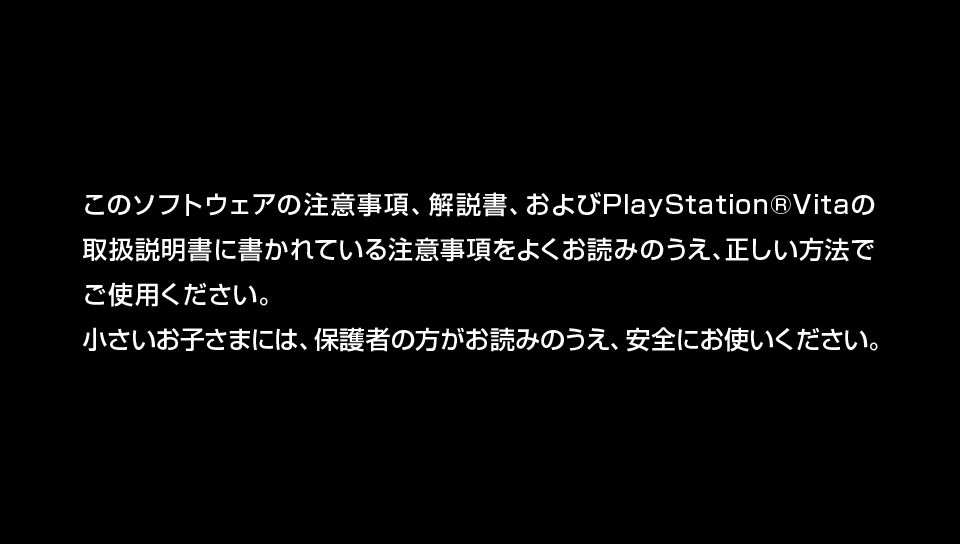 このソフトウェアの注意事項、解説書、およびPlayStation®Vitaの
取扱説明書に書かれている注意事項をよくお読みのうえ、正しい方法で
ご使用ください。
小さいお子さまには、保護者の方がお読みのうえ、安全にお使いください。